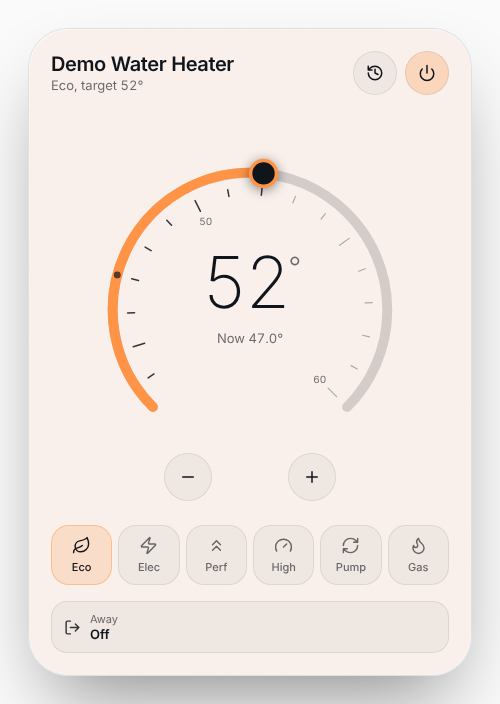 Demo Water Heater
Eco, target 52°
50
52°
Now 47.0°
60
Eco
Elec
Perf
High
Pump
Gas
Away
Off